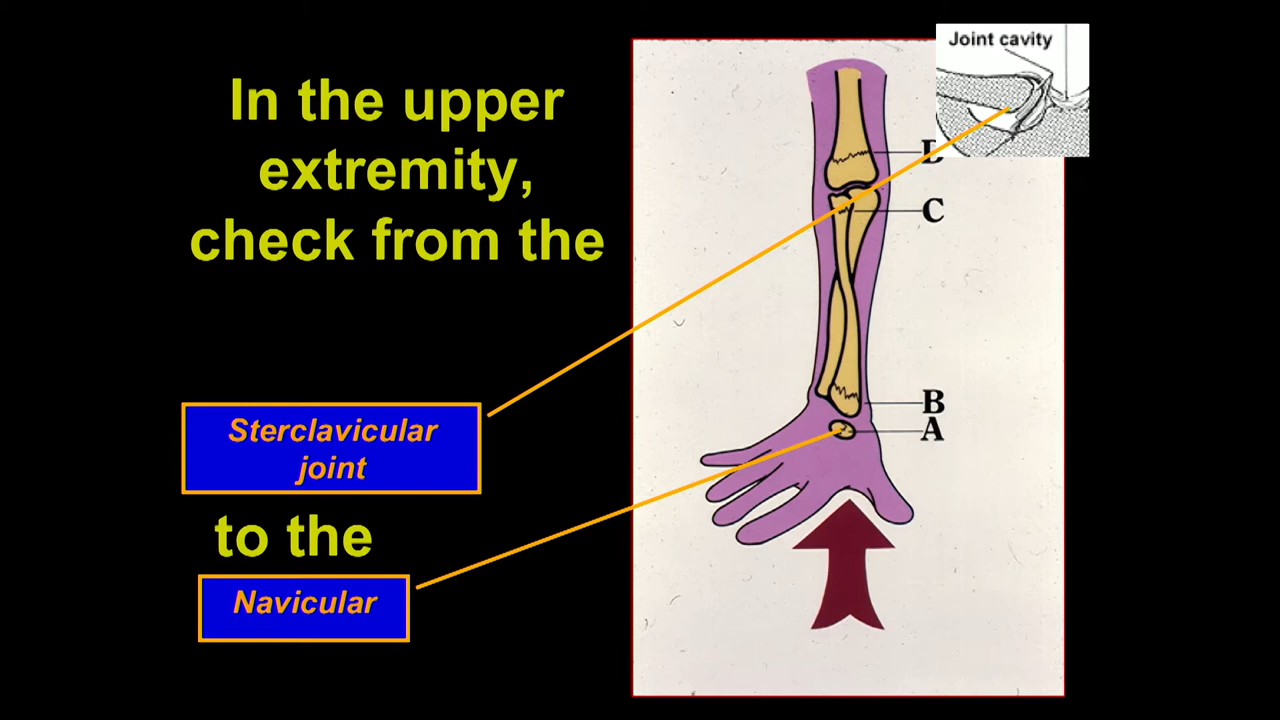 In the upper
extremity,
check from the
Sterclavicular
joint
to the
Navicular
Joint cavity
D
C
B
A